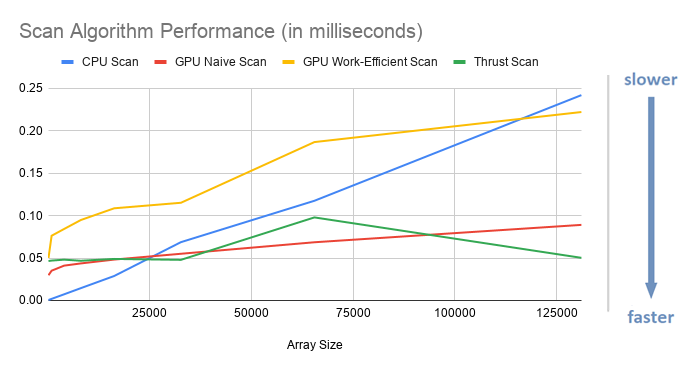 Scan Algorithm Performance (in milliseconds)
CPU Scan GPU Naive Scan GPU Work-Efficient Scan Thrust Scan
slower
0.25
0.20
0.15
0.10
0.05
0.00
25000 50000 75000 100000 125000
faster
Array Size